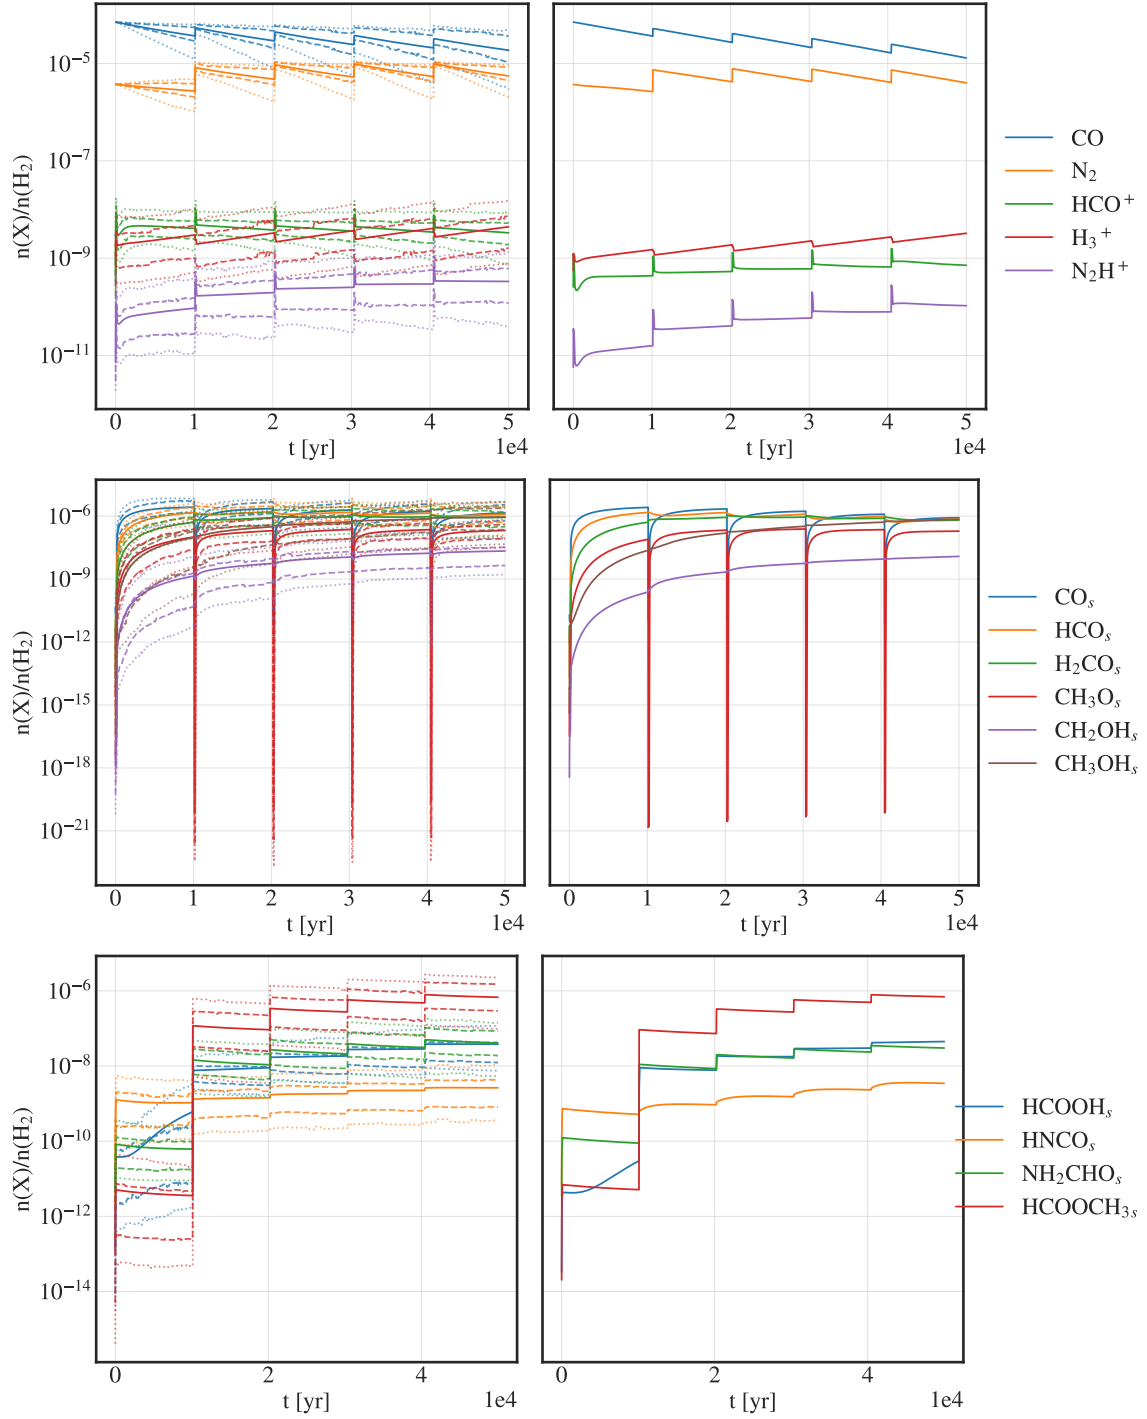 n(X)/n(H₂)
10⁻⁵
10⁻⁷
10⁻⁹
10⁻¹¹
0 1 2 3 4 5
1e4
t [yr]
0 1 2 3 4 5
1e4
t [yr]
CO
N₂
HCO⁺
H₃⁺
N₂H⁺
n(X)/n(H₂)
10⁻⁶
10⁻⁹
10⁻¹²
10⁻¹⁵
10⁻¹⁸
10⁻²¹
0 1 2 3 4 5
1e4
t [yr]
0 1 2 3 4 5
1e4
t [yr]
COₛ
HCOₛ
H₂COₛ
CH₃Oₛ
CH₂OHₛ
CH₃OHₛ
n(X)/n(H₂)
10⁻⁶
10⁻⁸
10⁻¹⁰
10⁻¹²
10⁻¹⁴
0 2 4
1e4
t [yr]
0 2 4
1e4
t [yr]
HCOOHₛ
HNCOₛ
NH₂CHOₛ
HCOOCH₃ₛ